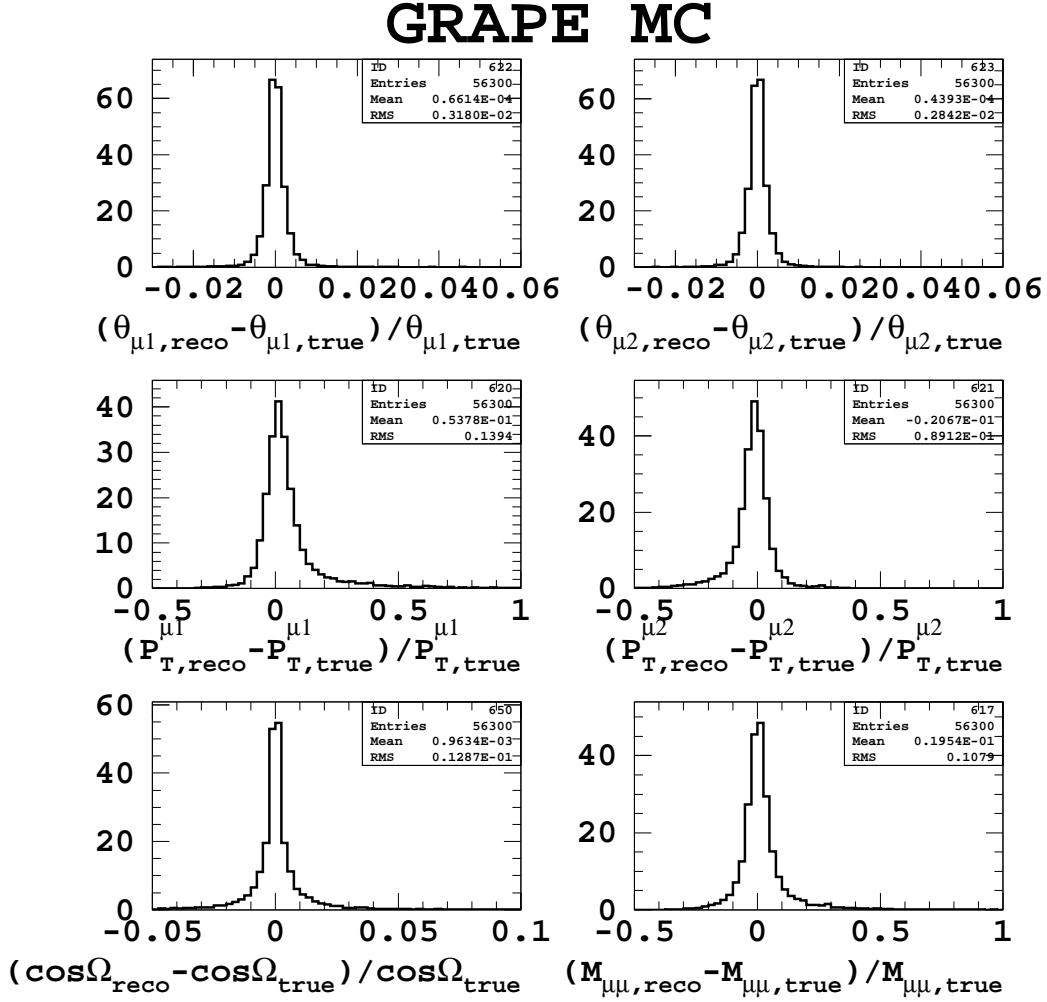 GRAPE MC
ID 622
Entries 56300
Mean 0.6614E-04
RMS 0.3180E-02
60
40
20
0
-0.02 0 0.02 0.04 0.06
(θμ1,reco-θμ1,true)/θμ1,true
ID 623
Entries 56300
Mean 0.4393E-04
RMS 0.2842E-02
60
40
20
0
-0.02 0 0.02 0.04 0.06
(θμ2,reco-θμ2,true)/θμ2,true
ID 620
Entries 56300
Mean 0.5378E-01
RMS 0.1394
40
30
20
10
0
-0.5 0 0.5 1
(Pμ1T,reco-Pμ1T,true)/Pμ1T,true
ID 621
Entries 56300
Mean -0.2067E-01
RMS 0.8912E-01
40
20
0
-0.5 0 0.5 1
(Pμ2T,reco-Pμ2T,true)/Pμ2T,true
ID 650
Entries 56300
Mean 0.9634E-03
RMS 0.1287E-01
60
40
20
0
-0.05 0 0.05 0.1
(cosΩreco-cosΩtrue)/cosΩtrue
ID 617
Entries 56300
Mean 0.1954E-01
RMS 0.1079
40
20
0
-0.5 0 0.5 1
(Mμμ,reco-Mμμ,true)/Mμμ,true